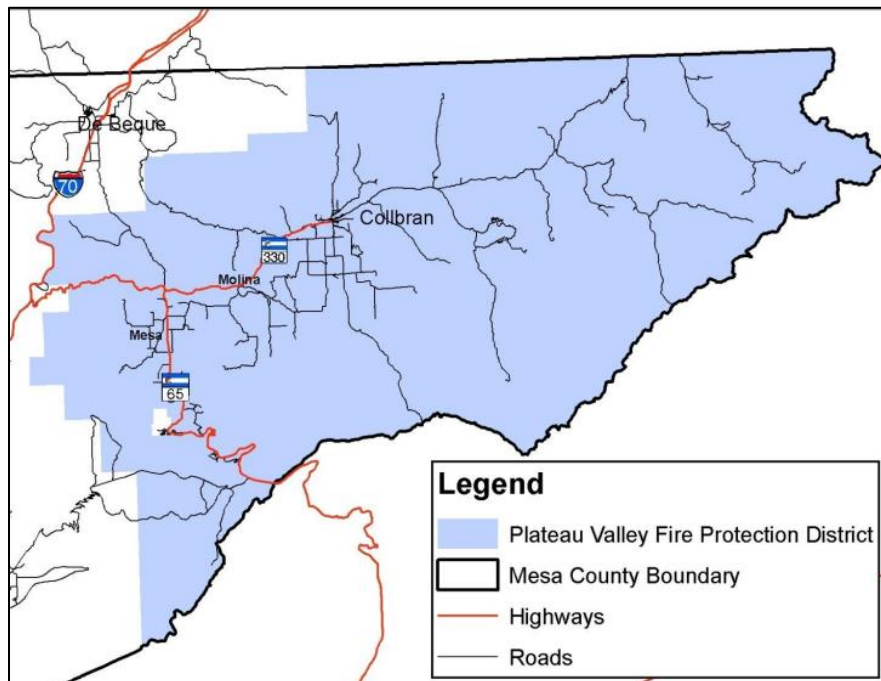 De Beque
70
Collbran
330
Molina
Mesa
65
Legend
Plateau Valley Fire Protection District
Mesa County Boundary
Highways
Roads